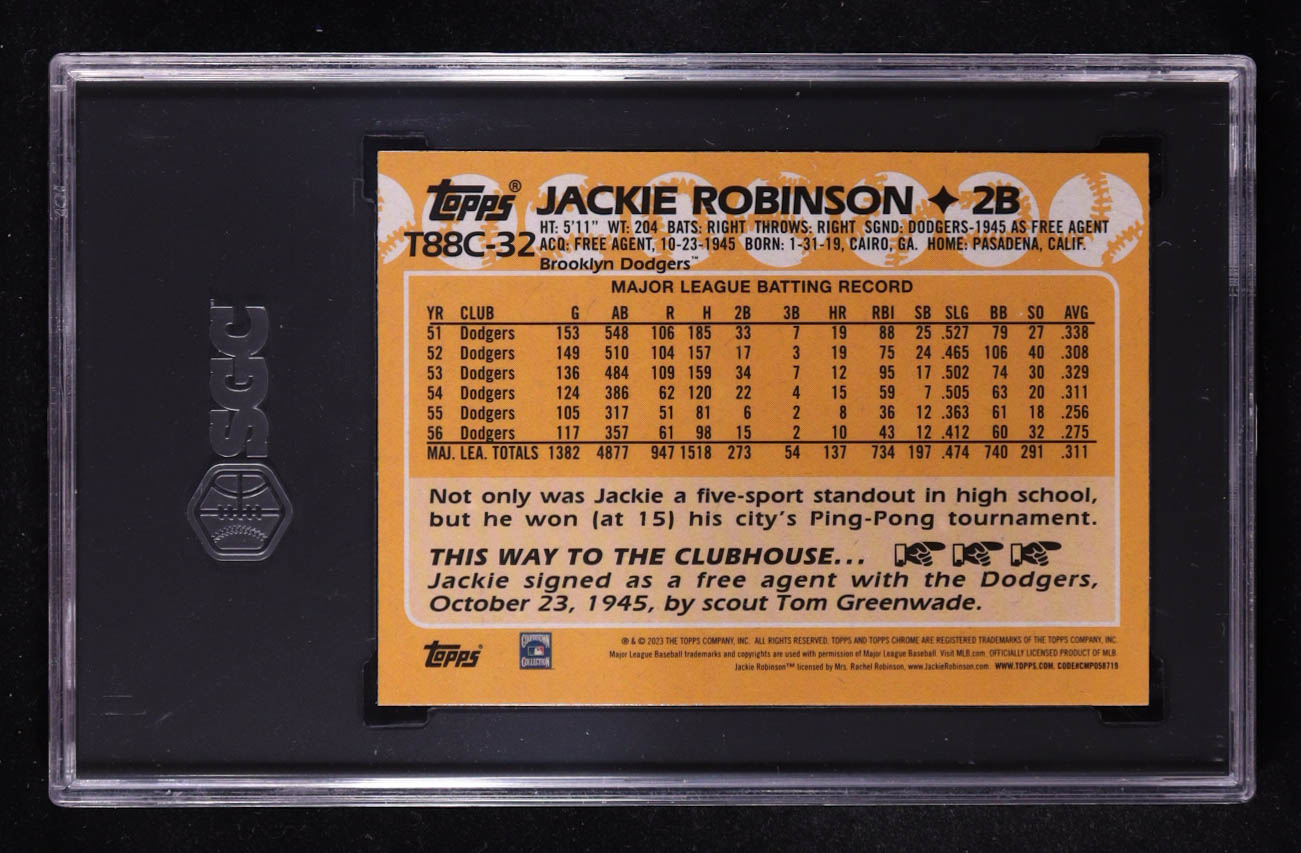 SGC
Topps® JACKIE ROBINSON ✦ 2B
T88C-32
HT: 5'11" WT: 204 BATS: RIGHT THROWS: RIGHT SGND: DODGERS-1945 AS FREE AGENT
ACQ: FREE AGENT, 10-23-1945 BORN: 1-31-19, CAIRO, GA. HOME: PASADENA, CALIF.
Brooklyn Dodgers™
MAJOR LEAGUE BATTING RECORD
YR CLUB G AB R H 2B 3B HR RBI SB SLG BB SO AVG
51 Dodgers 153 548 106 185 33 7 19 88 25 .527 79 27 .338
52 Dodgers 149 510 104 157 17 3 19 75 24 .465 106 40 .308
53 Dodgers 136 484 109 159 34 7 12 95 17 .502 74 30 .329
54 Dodgers 124 386 62 120 22 4 15 59 7 .505 63 20 .311
55 Dodgers 105 317 51 81 6 2 8 36 12 .363 61 18 .256
56 Dodgers 117 357 61 98 15 2 10 43 12 .412 60 32 .275
MAJ. LEA. TOTALS 1382 4877 947 1518 273 54 137 734 197 .474 740 291 .311
Not only was Jackie a five-sport standout in high school,
but he won (at 15) his city's Ping-Pong tournament.
THIS WAY TO THE CLUBHOUSE...
Jackie signed as a free agent with the Dodgers,
October 23, 1945, by scout Tom Greenwade.
Topps®
COOPERSTOWN
COLLECTION
® & © 2023 THE TOPPS COMPANY, INC. ALL RIGHTS RESERVED. TOPPS AND TOPPS CHROME ARE REGISTERED TRADEMARKS OF THE TOPPS COMPANY, INC.
Major League Baseball trademarks and copyrights are used with permission of Major League Baseball. Visit MLB.com. OFFICIALLY LICENSED PRODUCT OF MLB.
Jackie Robinson™ licensed by Mrs. Rachel Robinson, www.JackieRobinson.com. WWW.TOPPS.COM. CODE#CMP058719